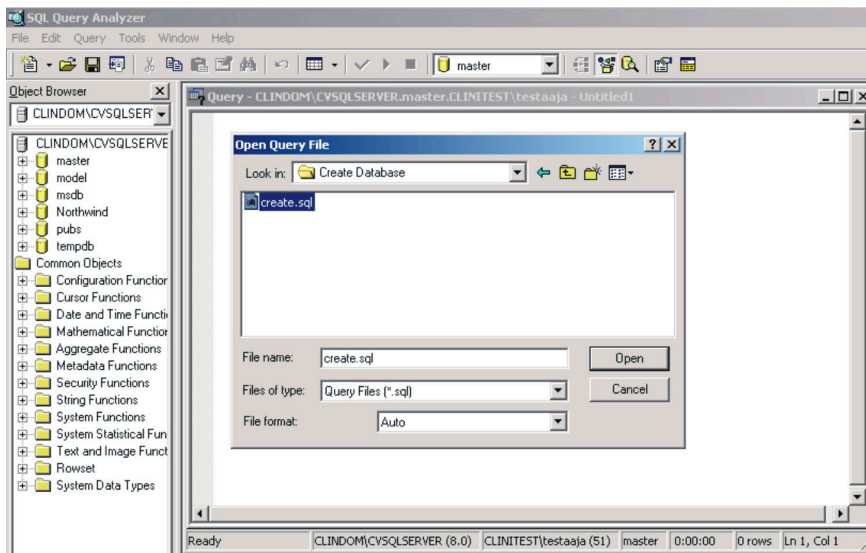 SQL Query Analyzer
File Edit Query Tools Window Help
master
Object Browser
CLINDOM\CVSQLSER
CLINDOM\CVSQLSERVE
master
model
msdb
Northwind
pubs
tempdb
Common Objects
Configuration Function
Cursor Functions
Date and Time Functi
Mathematical Function
Aggregate Functions
Metadata Functions
Security Functions
String Functions
System Functions
System Statistical Fun
Text and Image Funct
Rowset
System Data Types
Query - CLINDOM\CVSQLSERVER.master.CLINITEST\testaaja - Untitled1
Open Query File
Look in: Create Database
create.sql
File name: create.sql Open
Files of type: Query Files (*.sql) Cancel
File format: Auto
Ready CLINDOM\CVSQLSERVER (8.0) CLINITEST\testaaja (51) master 0:00:00 0 rows Ln 1, Col 1